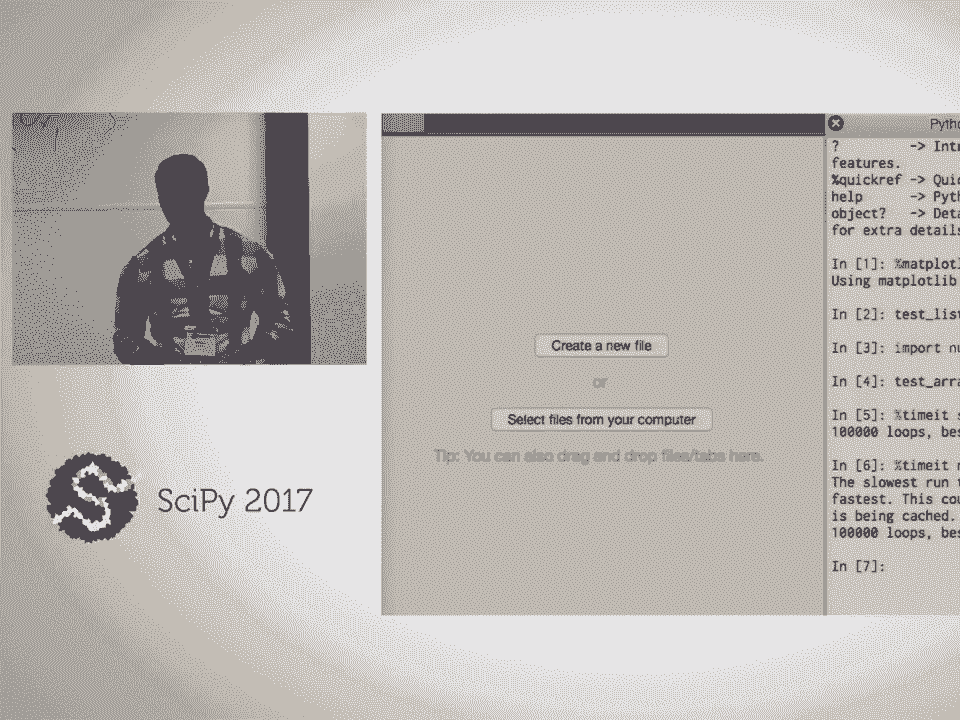 SciPy 2017
Create a new file
or
Select files from your computer
Tip: You can also drag and drop files/tabs here.
Pytho
? -> Intr
features.
%quickref -> Quic
help -> Pyth
object? -> Deta
for extra details
In [1]: %matplotl
Using matplotlib
In [2]: test_list
In [3]: import nu
In [4]: test_arra
In [5]: %timeit s
100000 loops, bes
In [6]: %timeit n
The slowest run t
fastest. This cou
is being cached.
100000 loops, bes
In [7]: